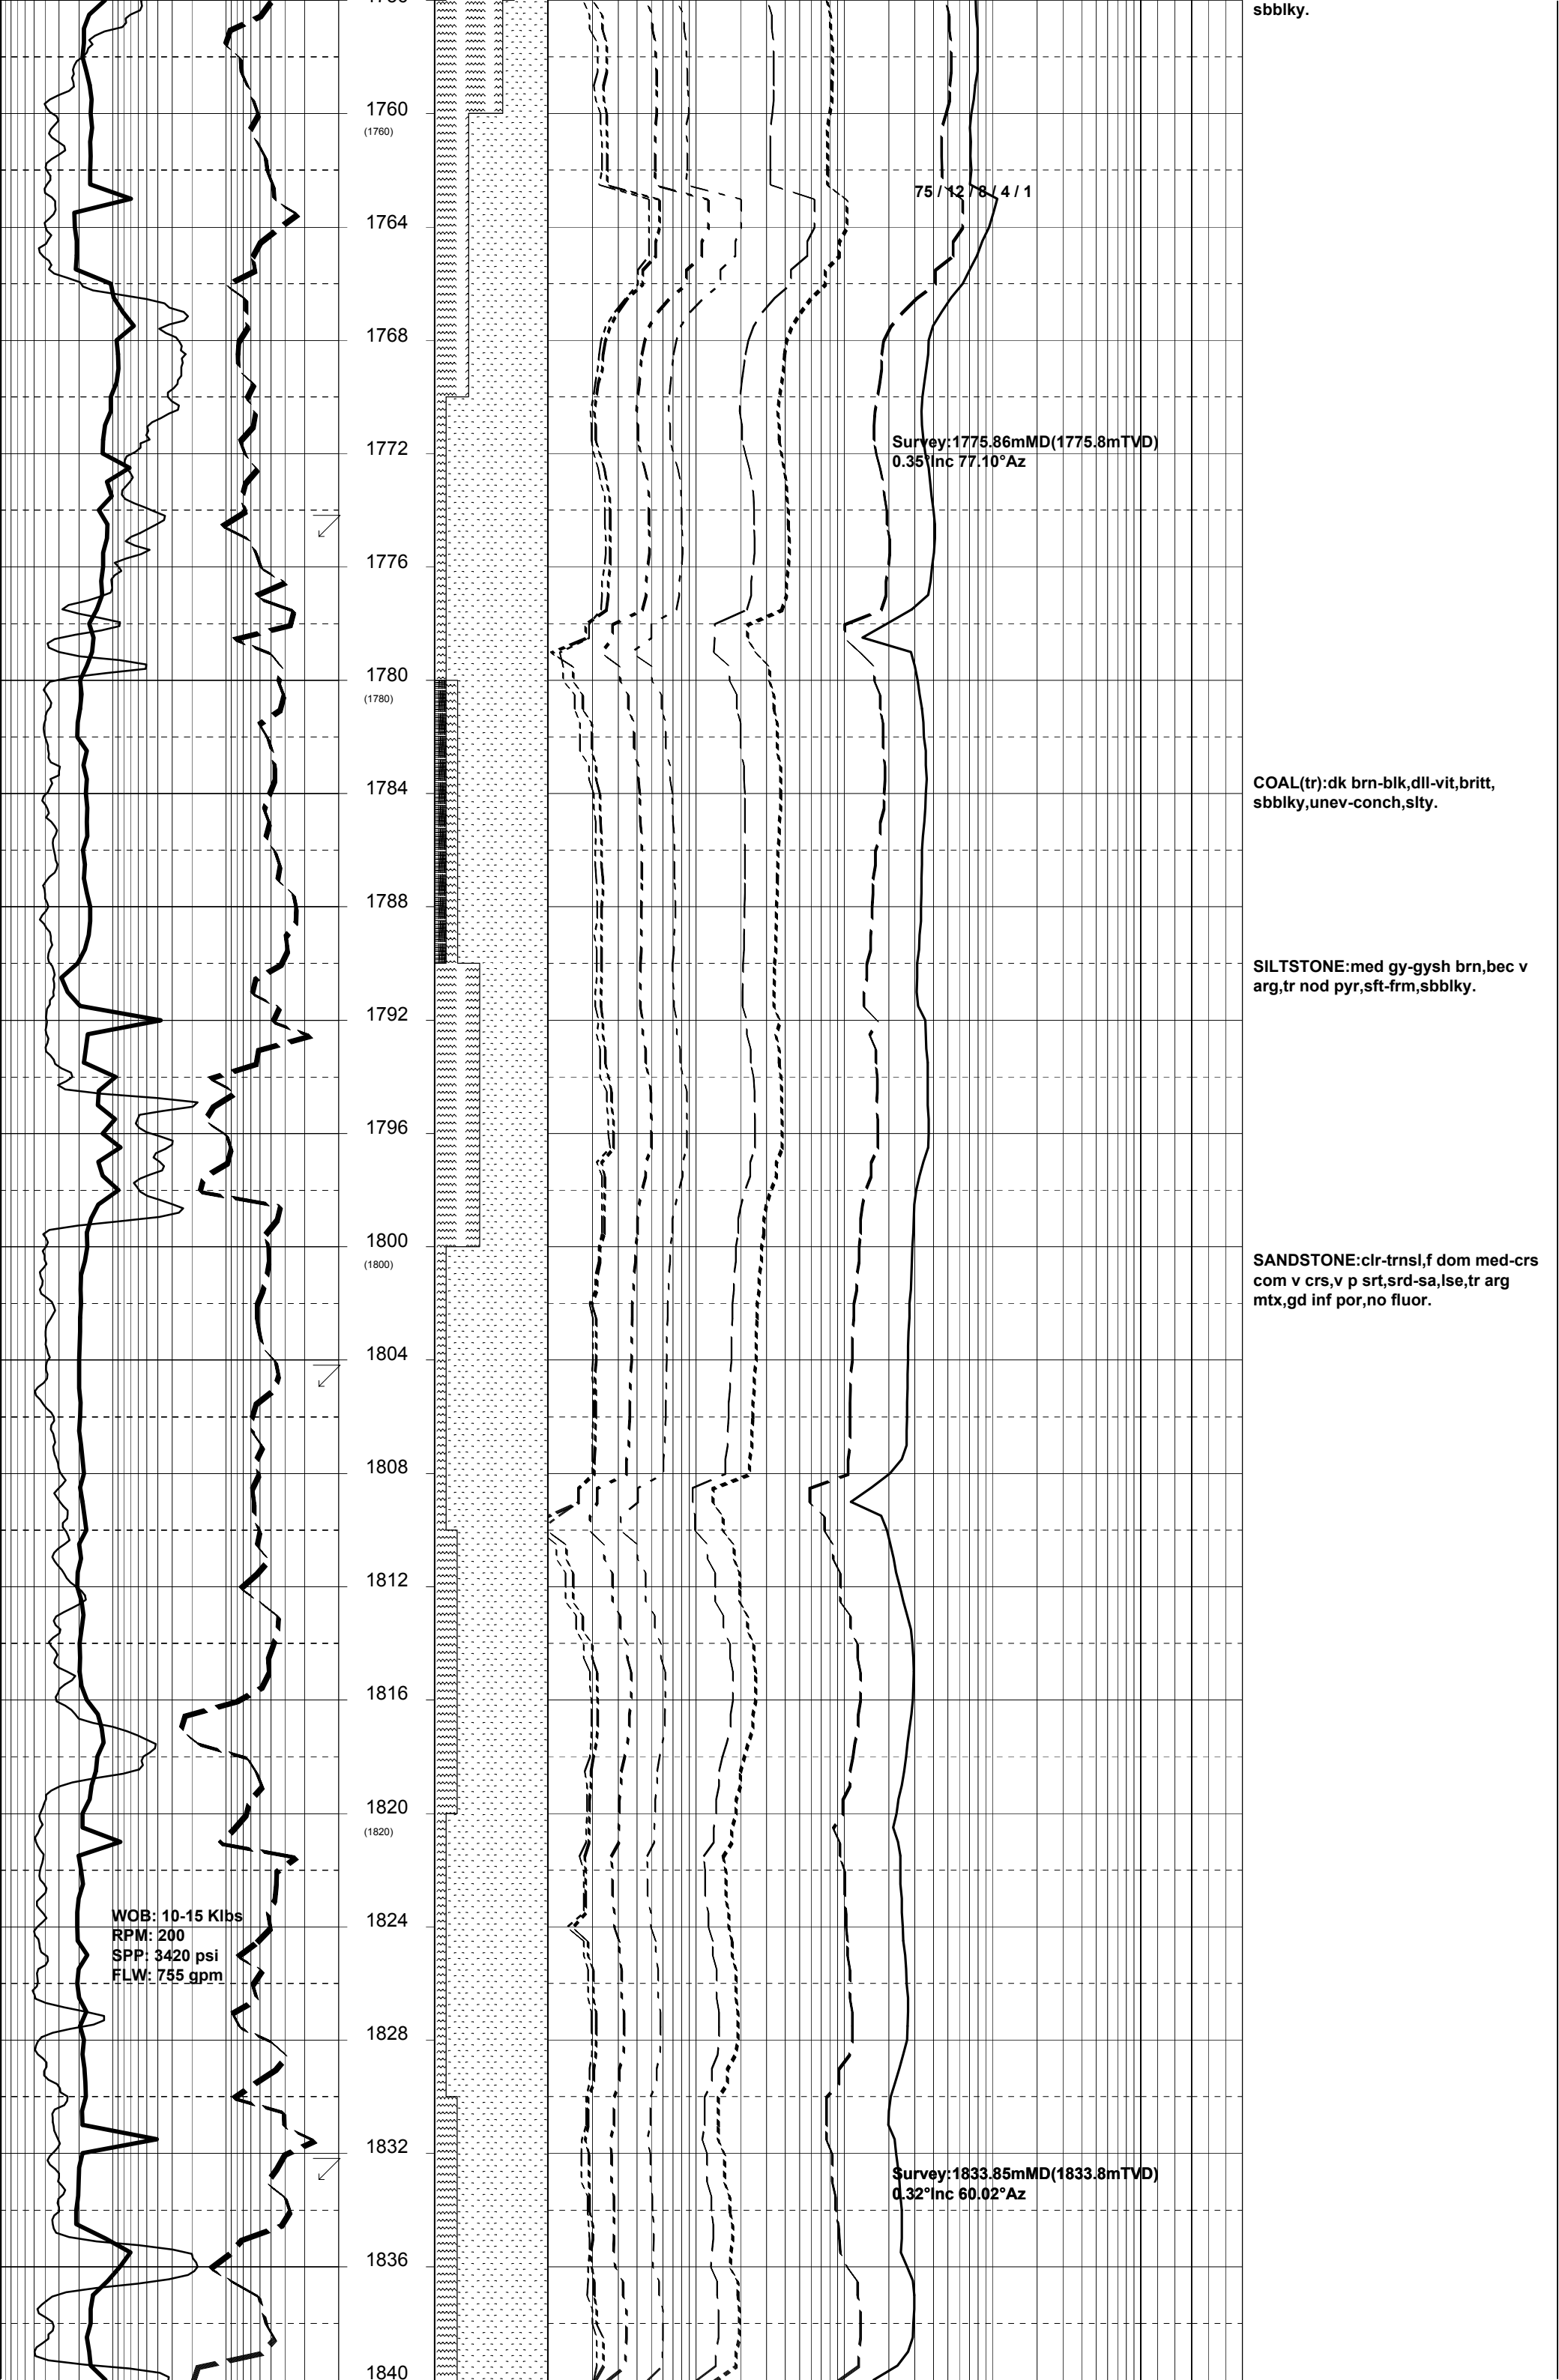 sbblky.
1760
(1760)
75 / 12 / 8 / 4 / 1
1764
1768
Survey:1775.86mMD(1775.8mTVD)
0.35°Inc 77.10°Az
1772
1776
1780
(1780)
COAL(tr):dk brn-blk,dll-vit,britt,
sbblky,unev-conch,slty.
1784
1788
SILTSTONE:med gy-gysh brn,bec v
arg,tr nod pyr,sft-frm,sbblky.
1792
1796
1800
(1800)
SANDSTONE:clr-trnsl,f dom med-crs
com v crs,v p srt,srd-sa,lse,tr arg
mtx,gd inf por,no fluor.
1804
1808
1812
1816
1820
(1820)
WOB: 10-15 Klbs
RPM: 200
SPP: 3420 psi
FLW: 755 gpm
1824
1828
1832
Survey:1833.85mMD(1833.8mTVD)
0.32°Inc 60.02°Az
1836
1840